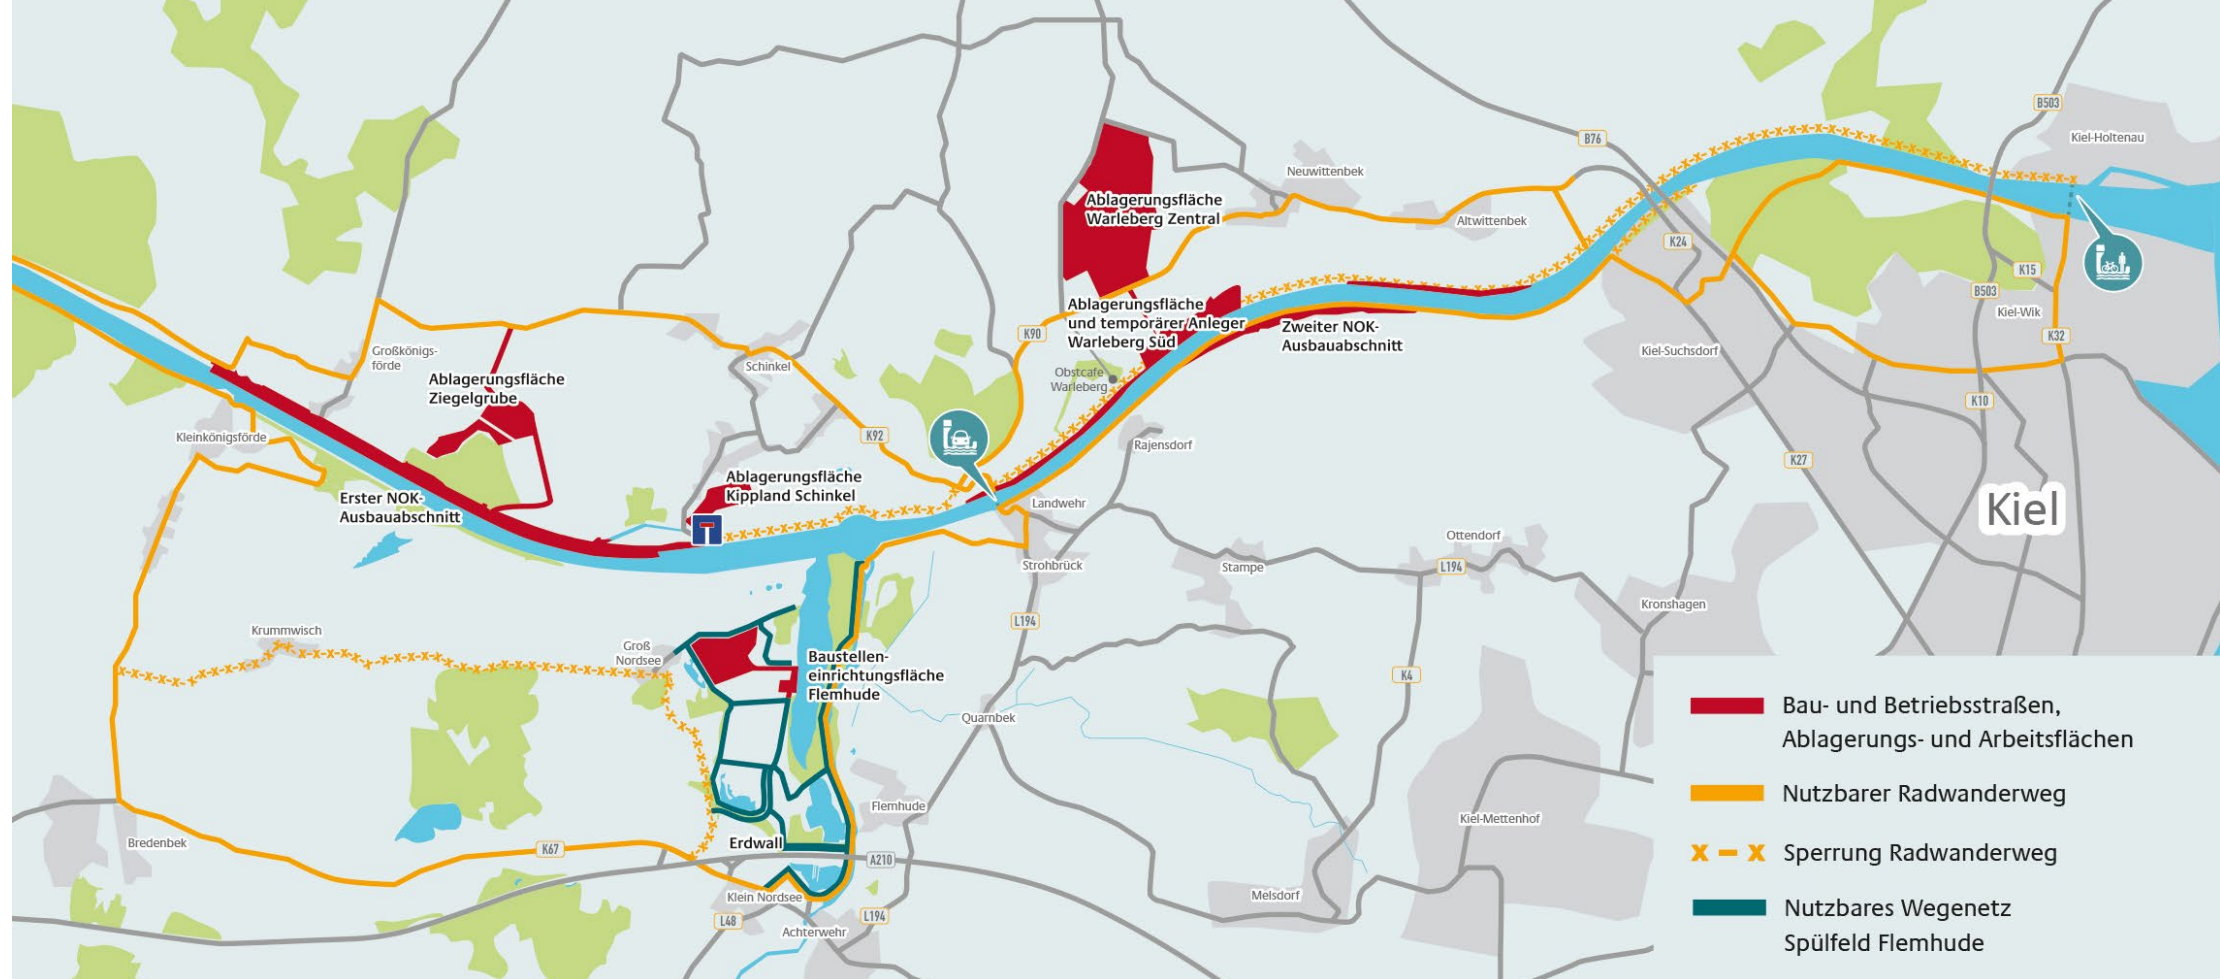 B503
Kiel-Holtenau
B76
Neuwittenbek
Ablagerungsfläche
Warleberg Zentral
Altwittenbek
K24
K15
B503
Kiel-Wik
K32
Ablagerungsfläche
und temporärer Anleger
Warleberg Süd
K90
Zweiter NOK-
Ausbauabschnitt
Großkönigs-
förde
Schinkel
Kiel-Suchsdorf
Obstcafe
Warleberg
Ablagerungsfläche
Ziegelgrube
K10
Kleinkönigsförde
K92
Rajensdorf
K27
Ablagerungsfläche
Kippland Schinkel
Erster NOK-
Ausbauabschnitt
Landwehr
Kiel
Ottendorf
Strohbrück
Stampe
L194
Kronshagen
Krummwisch
L194
Groß
Nordsee
Baustellen-
einrichtungsfläche
Flemhude
K4
Quarnbek
Bau- und Betriebsstraßen,
Ablagerungs- und Arbeitsflächen
Nutzbarer Radwanderweg
Flemhude
Kiel-Mettenhof
Bredenbek
K67
Erdwall
A210
Sperrung Radwanderweg
Klein Nordsee
Melsdorf
L48
L194
Achterwehr
Nutzbares Wegenetz
Spülfeld Flemhude